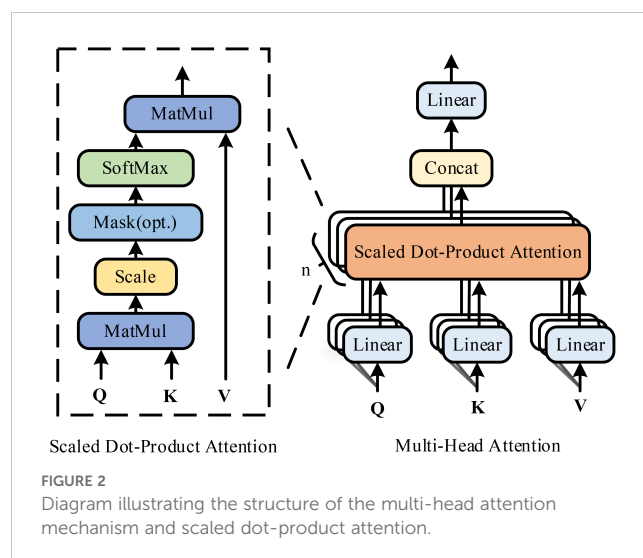 MatMul
SoftMax
Mask(opt.)
Scale
MatMul
Q K V
Scaled Dot-Product Attention
Linear
Concat
Scaled Dot-Product Attention
n
Linear Linear Linear
Q K V
Multi-Head Attention
FIGURE 2
Diagram illustrating the structure of the multi-head attention
mechanism and scaled dot-product attention.